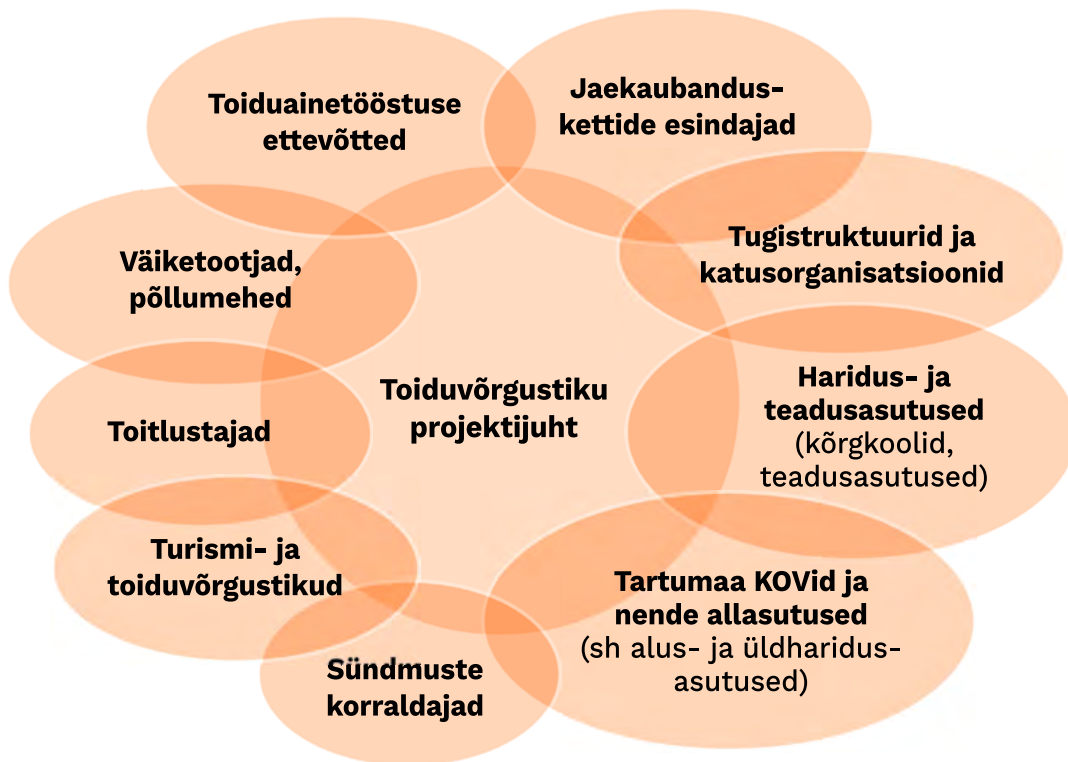 Toiduainetööstuse
ettevõtted
Jaekaubandus-
kettide esindajad
Tugistruktuurid ja
katusorganisatsioonid
Väiketootjad,
põllumehed
Haridus- ja
teadusasutused
(kõrgkoolid,
teadusasutused)
Toiduvõrgustiku
projektijuht
Toitlustajad
Turismi- ja
toiduvõrgustikud
Tartumaa KOVid ja
nende allasutused
(sh alus- ja üldharidus-
asutused)
Sündmuste
korraldajad